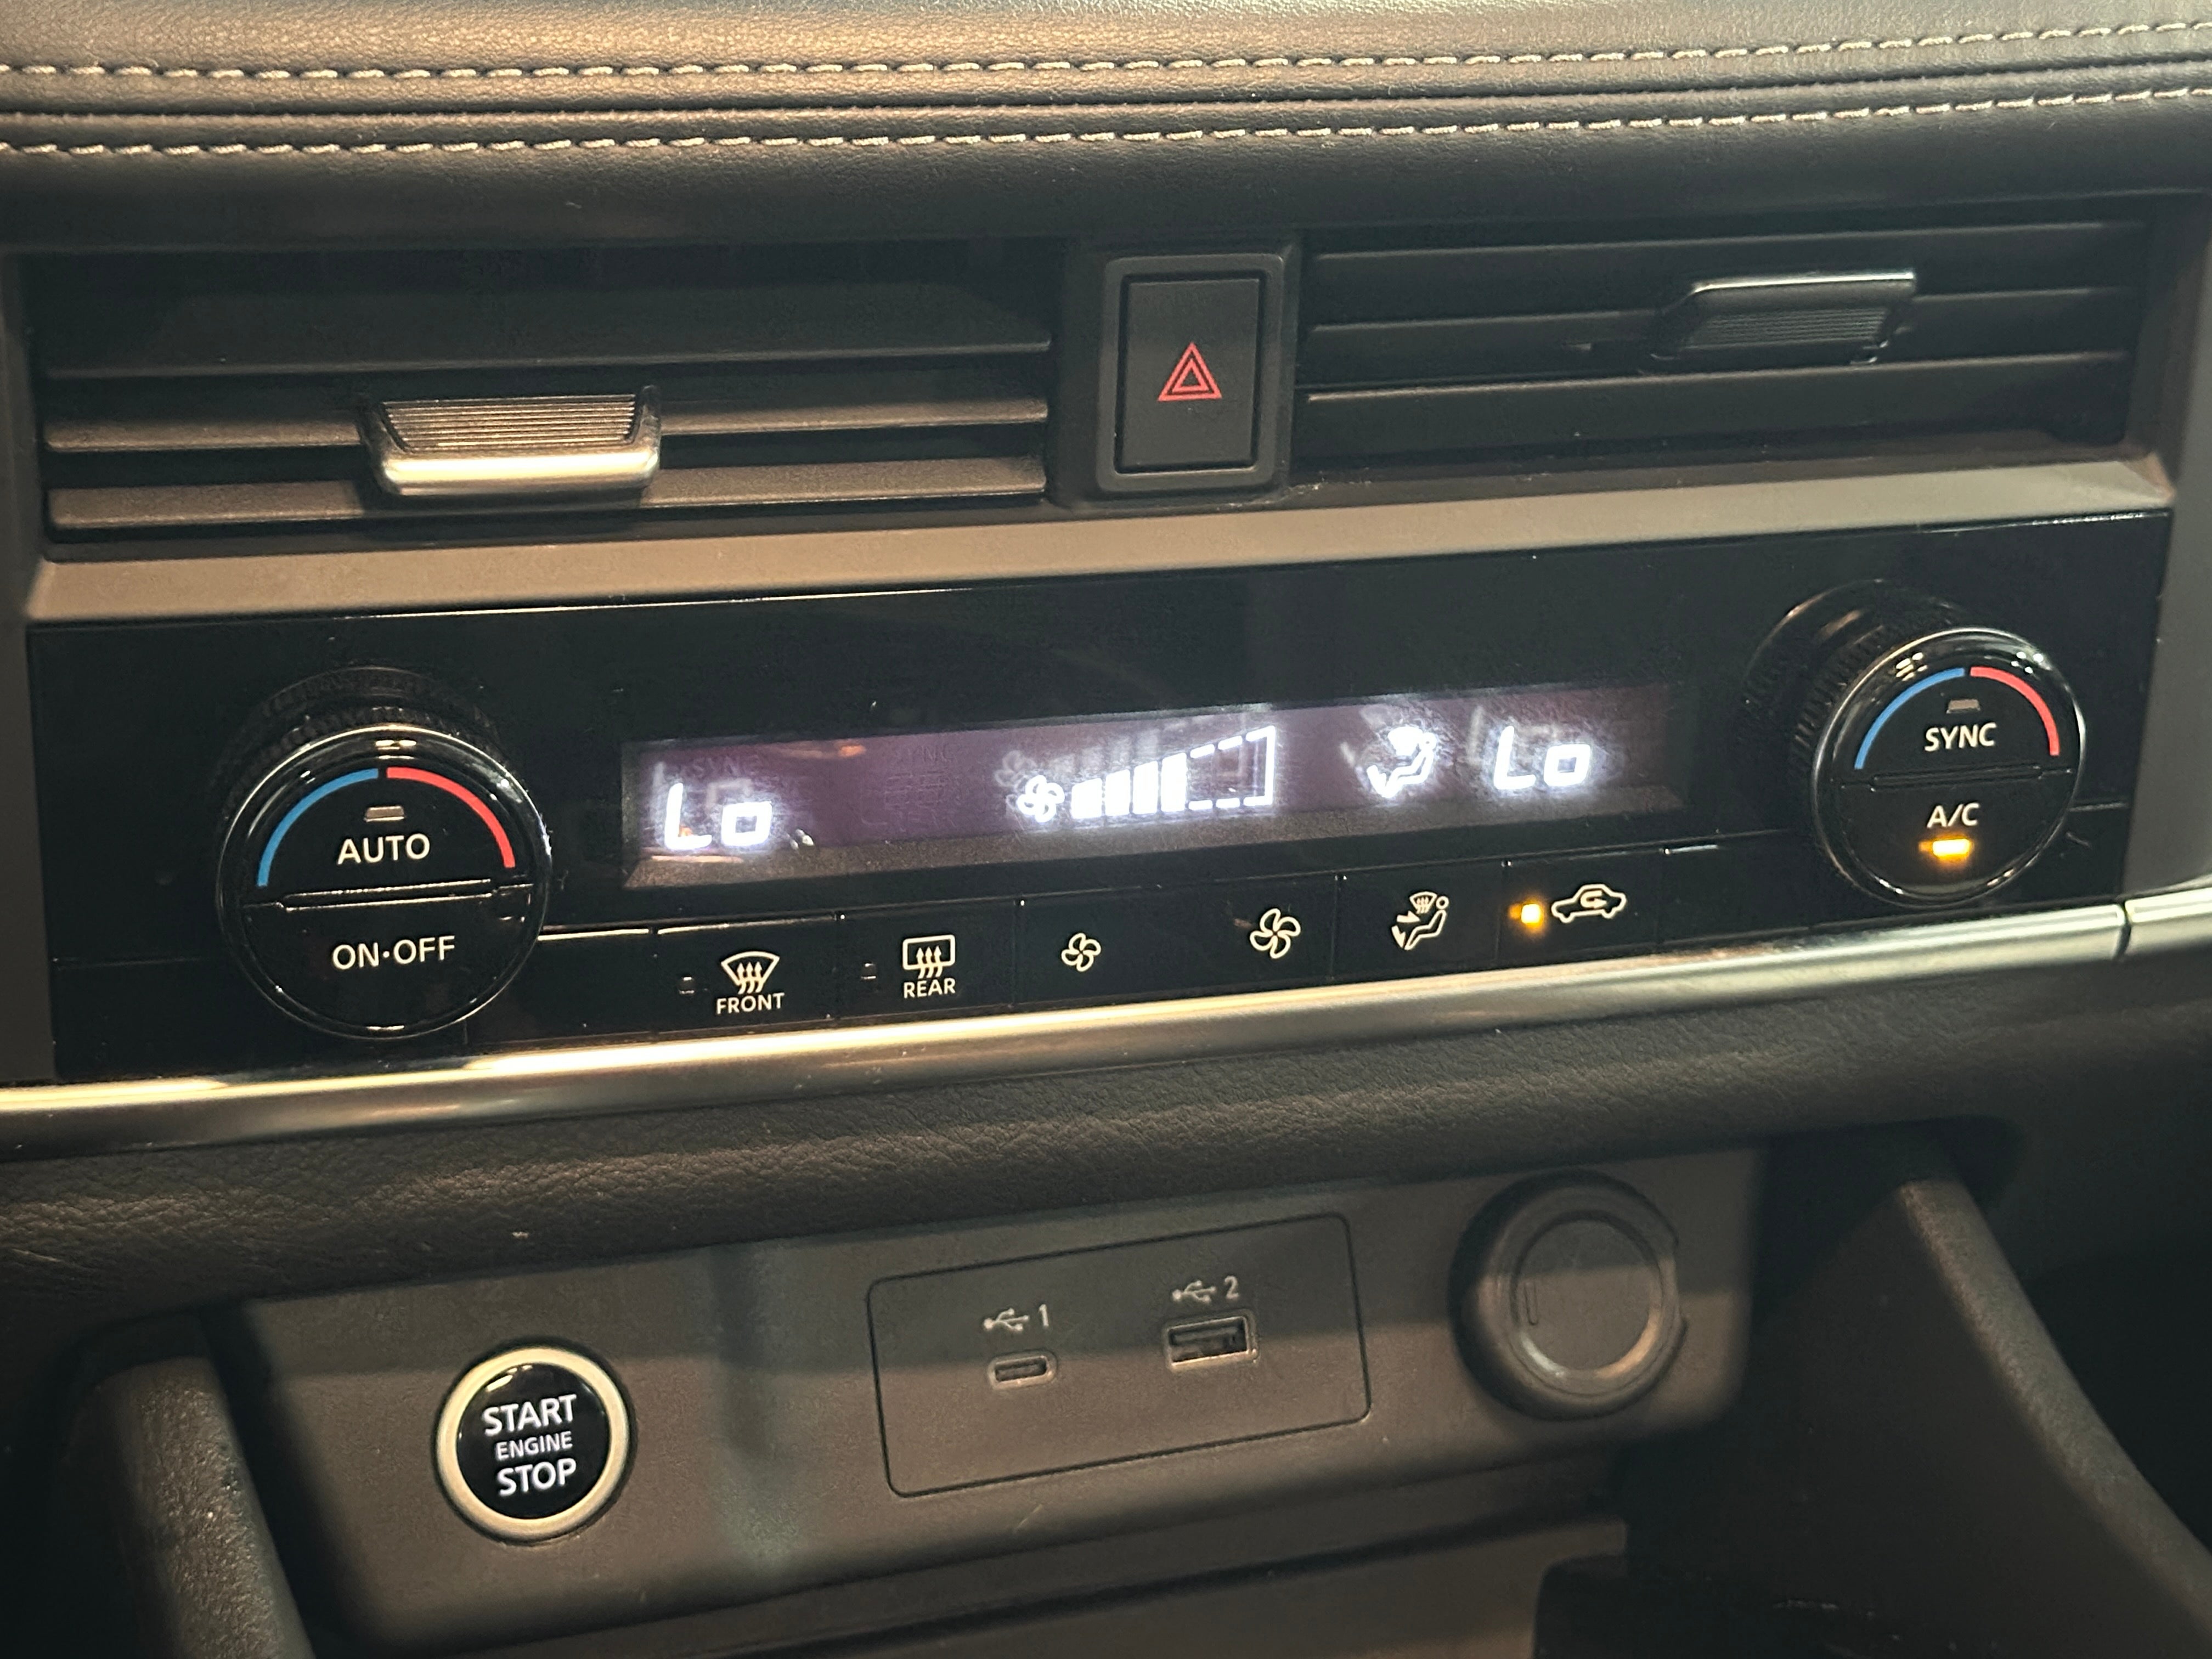 Lo
Lo
SYNC
A/C
AUTO
ON•OFF
FRONT
REAR
1
2
START
ENGINE
STOP